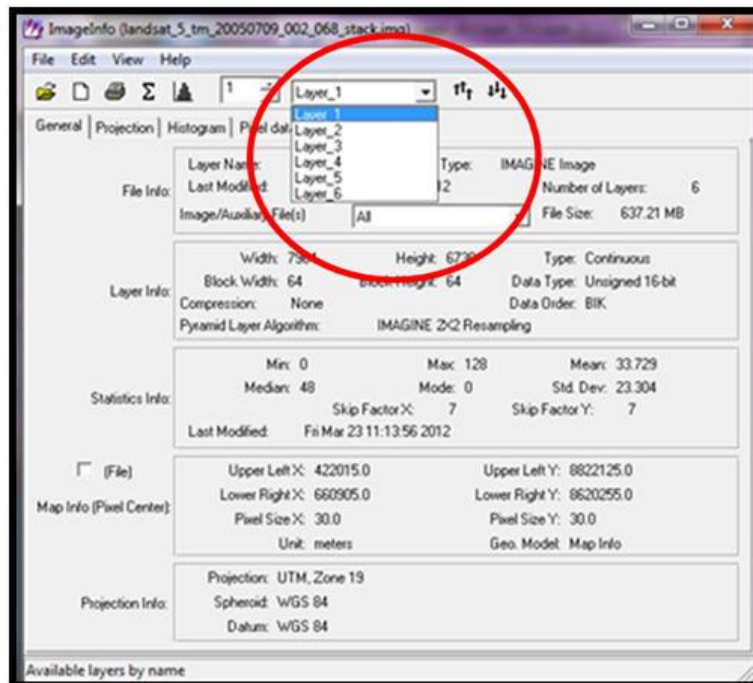 ImageInfo (landsat_5_tm_20050709_002_068_stack.img)
File Edit View Help
1 Layer_1
General Projection Histogram Pixel data
Layer_1
Layer_2
Layer_3
Layer_4
Layer_5
Layer_6
File Info:
Layer Name: Type: IMAGINE Image
Last Modified: 12 Number of Layers: 6
Image/Auxiliary File(s) All File Size: 637.21 MB
Layer Info:
Width: Height: Type: Continuous
Block Width: 64 Block Height: 64 Data Type: Unsigned 16-bit
Compression: None Data Order: BIK
Pyramid Layer Algorithm: IMAGINE 2X2 Resampling
Statistics Info:
Min: 0 Max: 128 Mean: 33.729
Median: 48 Mode: 0 Std. Dev: 23.304
Skip Factor X: 7 Skip Factor Y: 7
Last Modified: Fri Mar 23 11:13:56 2012
(File)
Map Info (Pixel Center):
Upper Left X: 422015.0 Upper Left Y: 8822125.0
Lower Right X: 660905.0 Lower Right Y: 8620255.0
Pixel Size X: 30.0 Pixel Size Y: 30.0
Unit: meters Geo. Model: Map Info
Projection Info:
Projection: UTM, Zone 19
Spheroid: WGS 84
Datum: WGS 84
Available layers by name